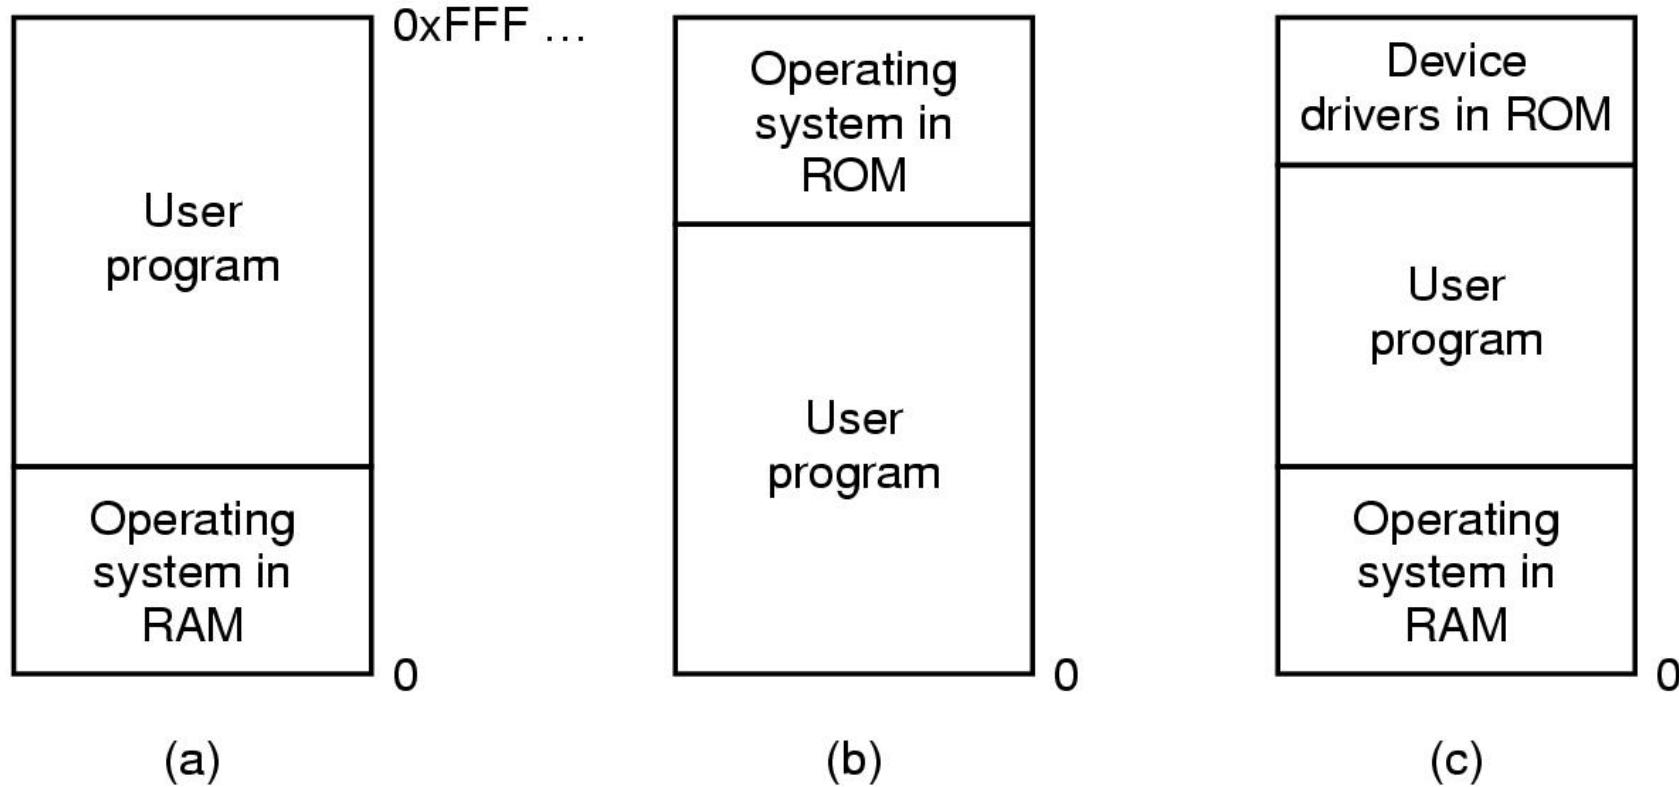 0xFFF ...
User
program
Operating
system in
RAM
0
(a)
Operating
system in
ROM
User
program
0
(b)
Device
drivers in ROM
User
program
Operating
system in
RAM
0
(c)